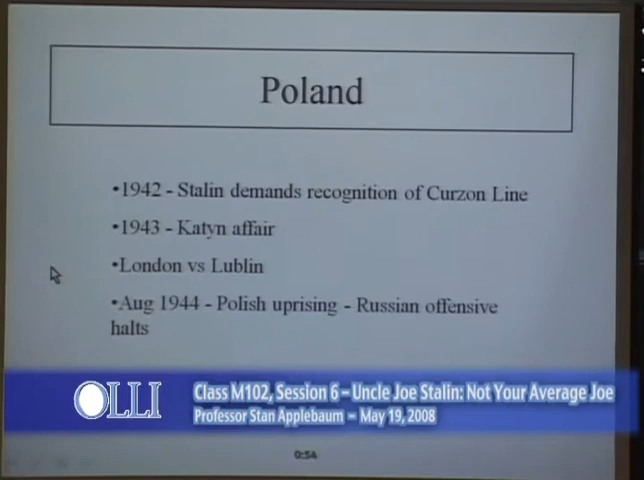 Poland
•1942 - Stalin demands recognition of Curzon Line
•1943 - Katyn affair
•London vs Lublin
•Aug 1944 - Polish uprising - Russian offensive
halts
OLLI
Class M102, Session 6 – Uncle Joe Stalin: Not Your Average Joe
Professor Stan Applebaum – May 19, 2008
0:54